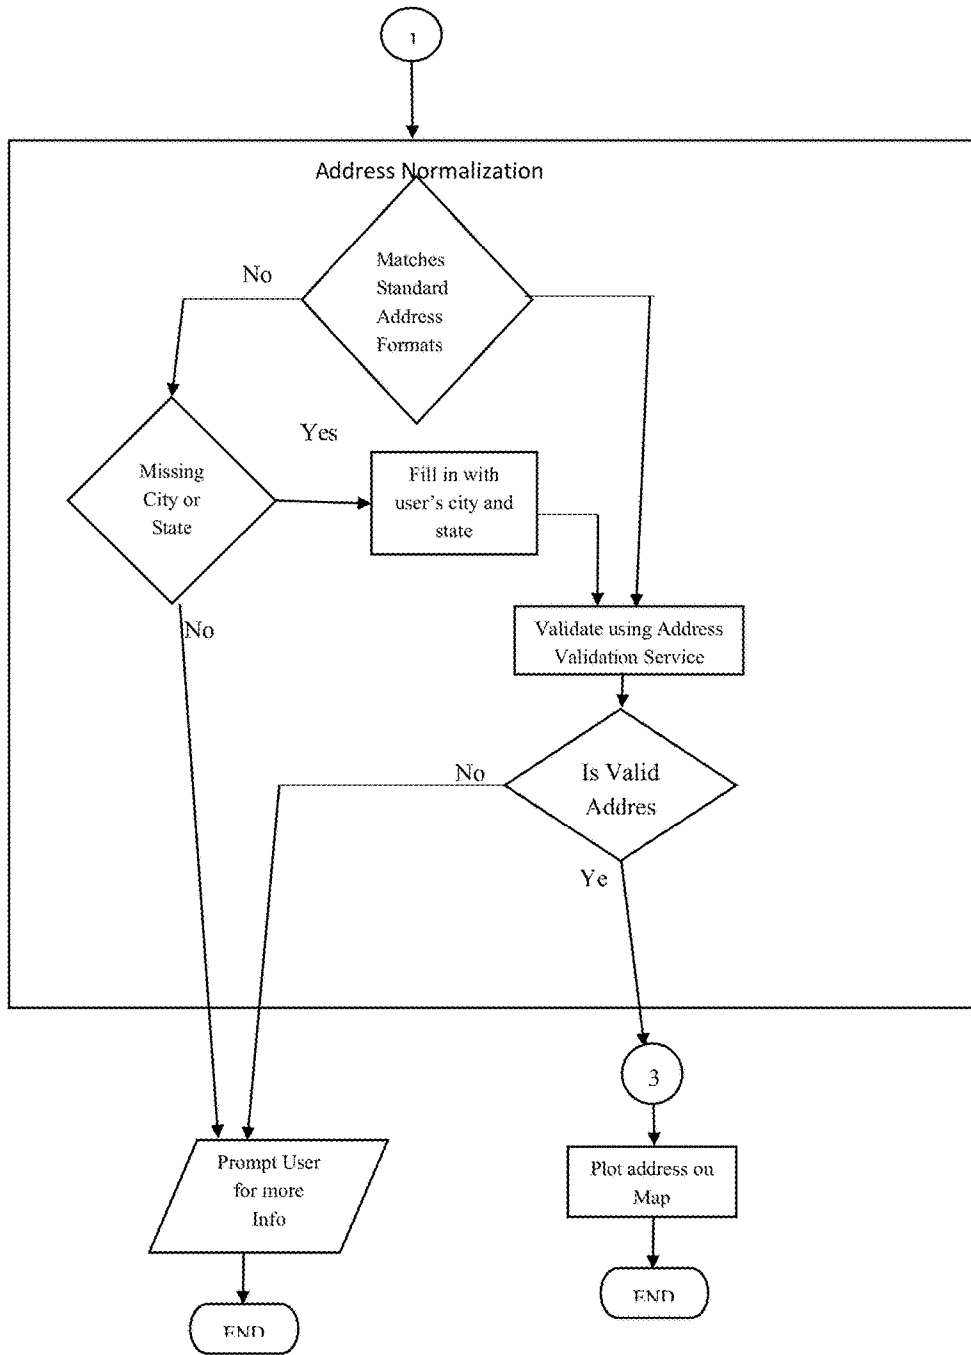 1
Address Normalization
Matches
Standard
Address
Formats
No
Yes
Missing
City or
State
Fill in with
user's city and
state
No
Validate using Address
Validation Service
Is Valid
Addres
No
Ye
3
Prompt User
for more
Info
Plot address on
Map
END
END